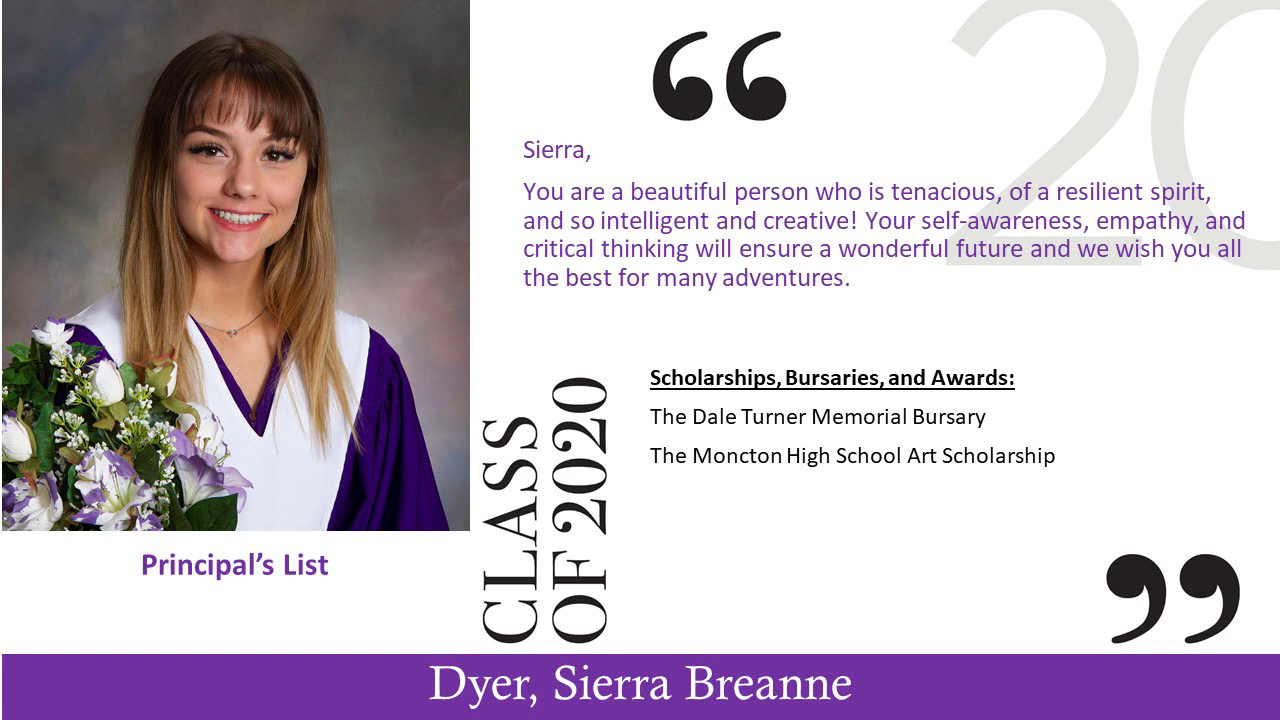 20
“
Sierra,
You are a beautiful person who is tenacious, of a resilient spirit,
and so intelligent and creative! Your self-awareness, empathy, and
critical thinking will ensure a wonderful future and we wish you all
the best for many adventures.
Scholarships, Bursaries, and Awards:
The Dale Turner Memorial Bursary
The Moncton High School Art Scholarship
CLASS
OF 2020
Principal’s List
”
Dyer, Sierra Breanne